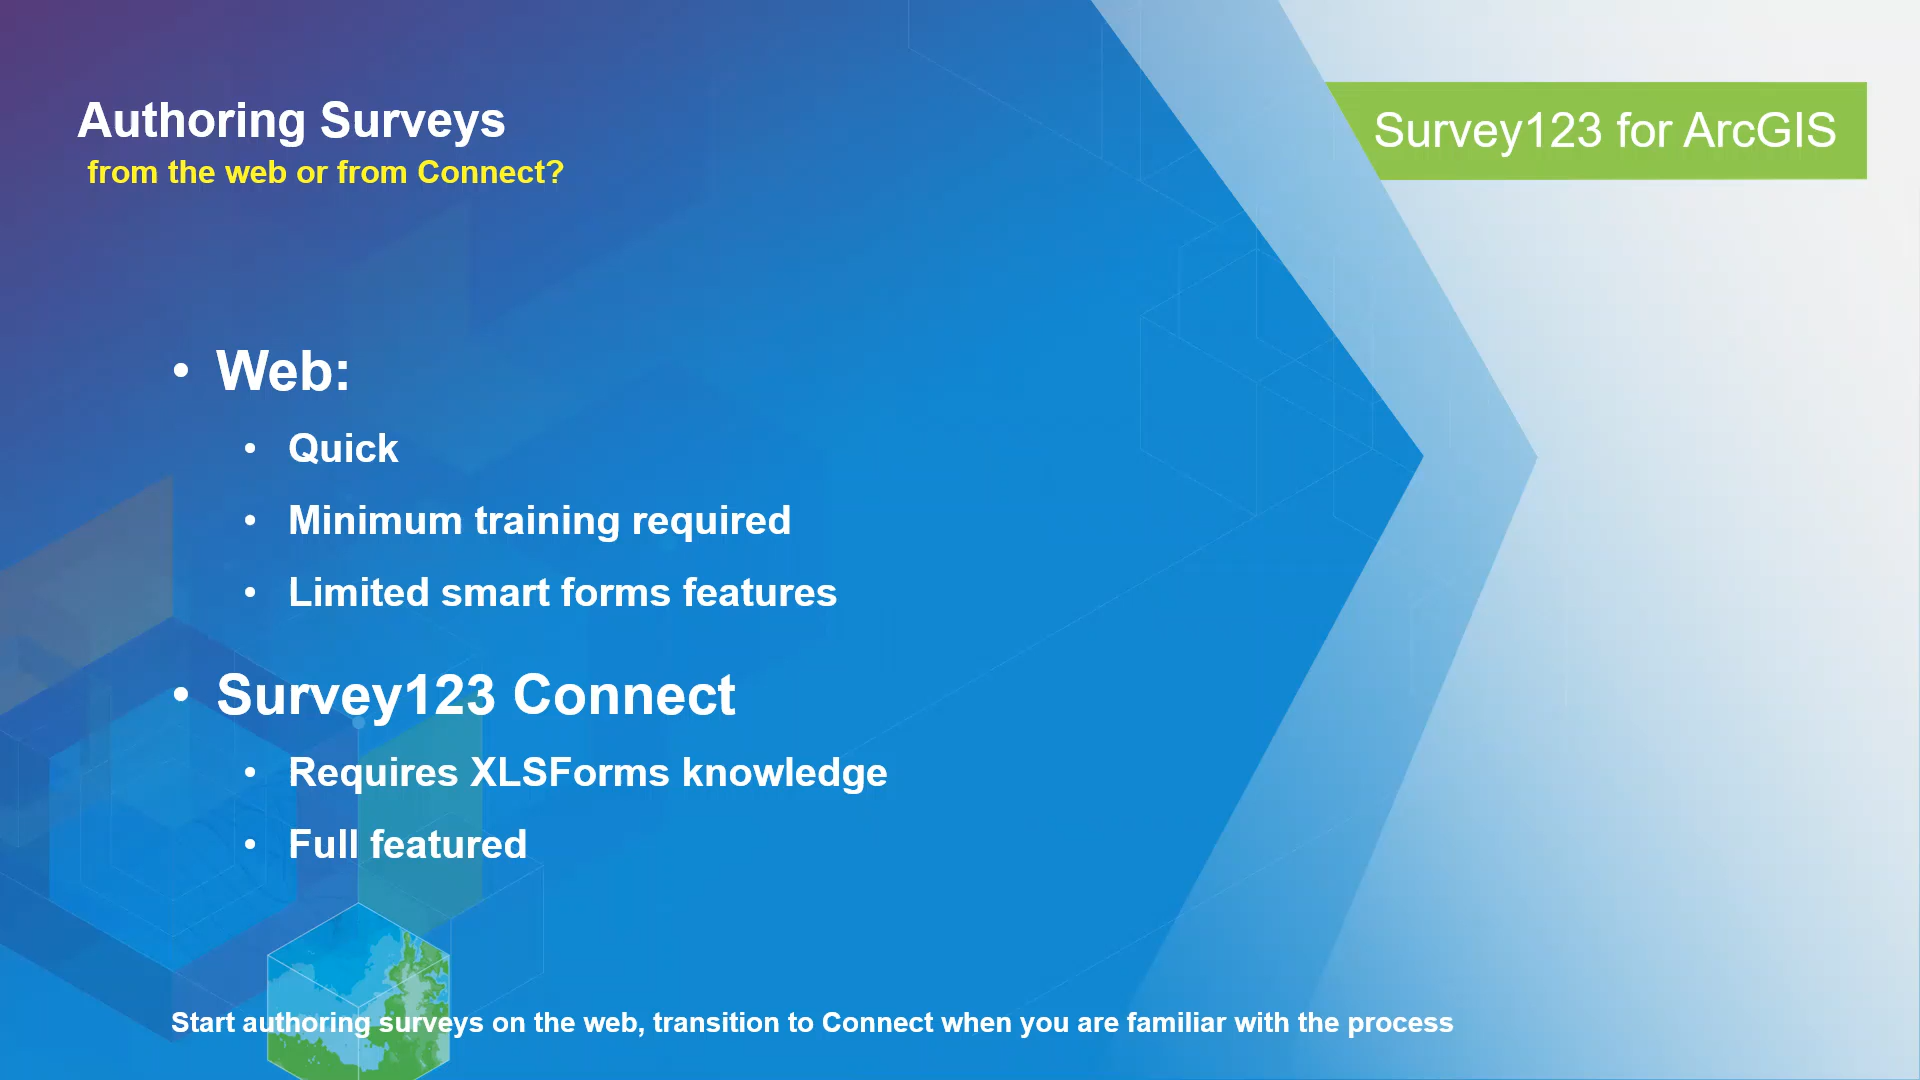 Authoring Surveys
from the web or from Connect?
Survey123 for ArcGIS
• Web:
• Quick
• Minimum training required
• Limited smart forms features
• Survey123 Connect
• Requires XLSForms knowledge
• Full featured
Start authoring surveys on the web, transition to Connect when you are familiar with the process